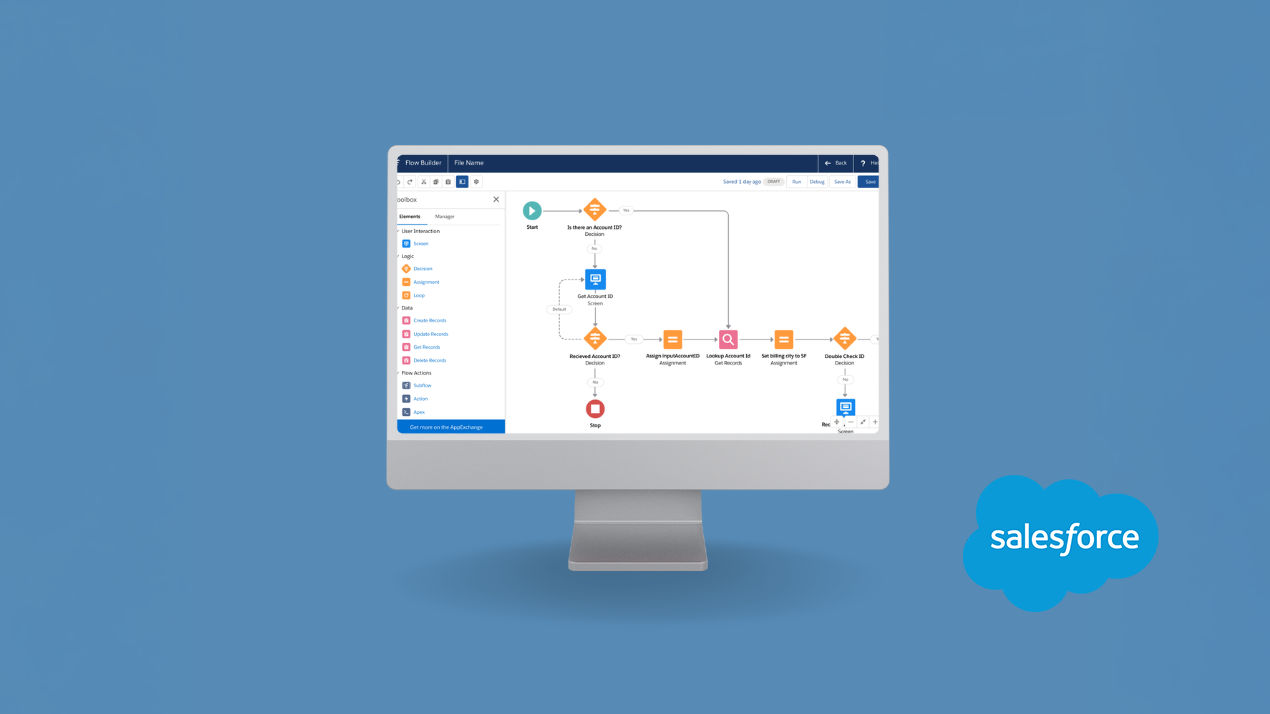 Flow Builder
File Name
Back
?
Saved 1 day ago
DRAFT
Run
Debug
Save As
Save
Elements
Manager
User Interaction
Screen
Logic
Decision
Assignment
Loop
Data
Create Records
Update Records
Get Records
Delete Records
Flow Actions
Subflow
Action
Apex
Get more on the AppExchange
Start
Is there an Account ID?
Decision
Yes
No
Get Account ID
Screen
Default
Recieved Account ID?
Decision
Yes
Assign inputAccountID
Assignment
Lookup Account Id
Get Records
Set billing city to SF
Assignment
Double Check ID
Decision
No
Stop
No
Screen
salesforce